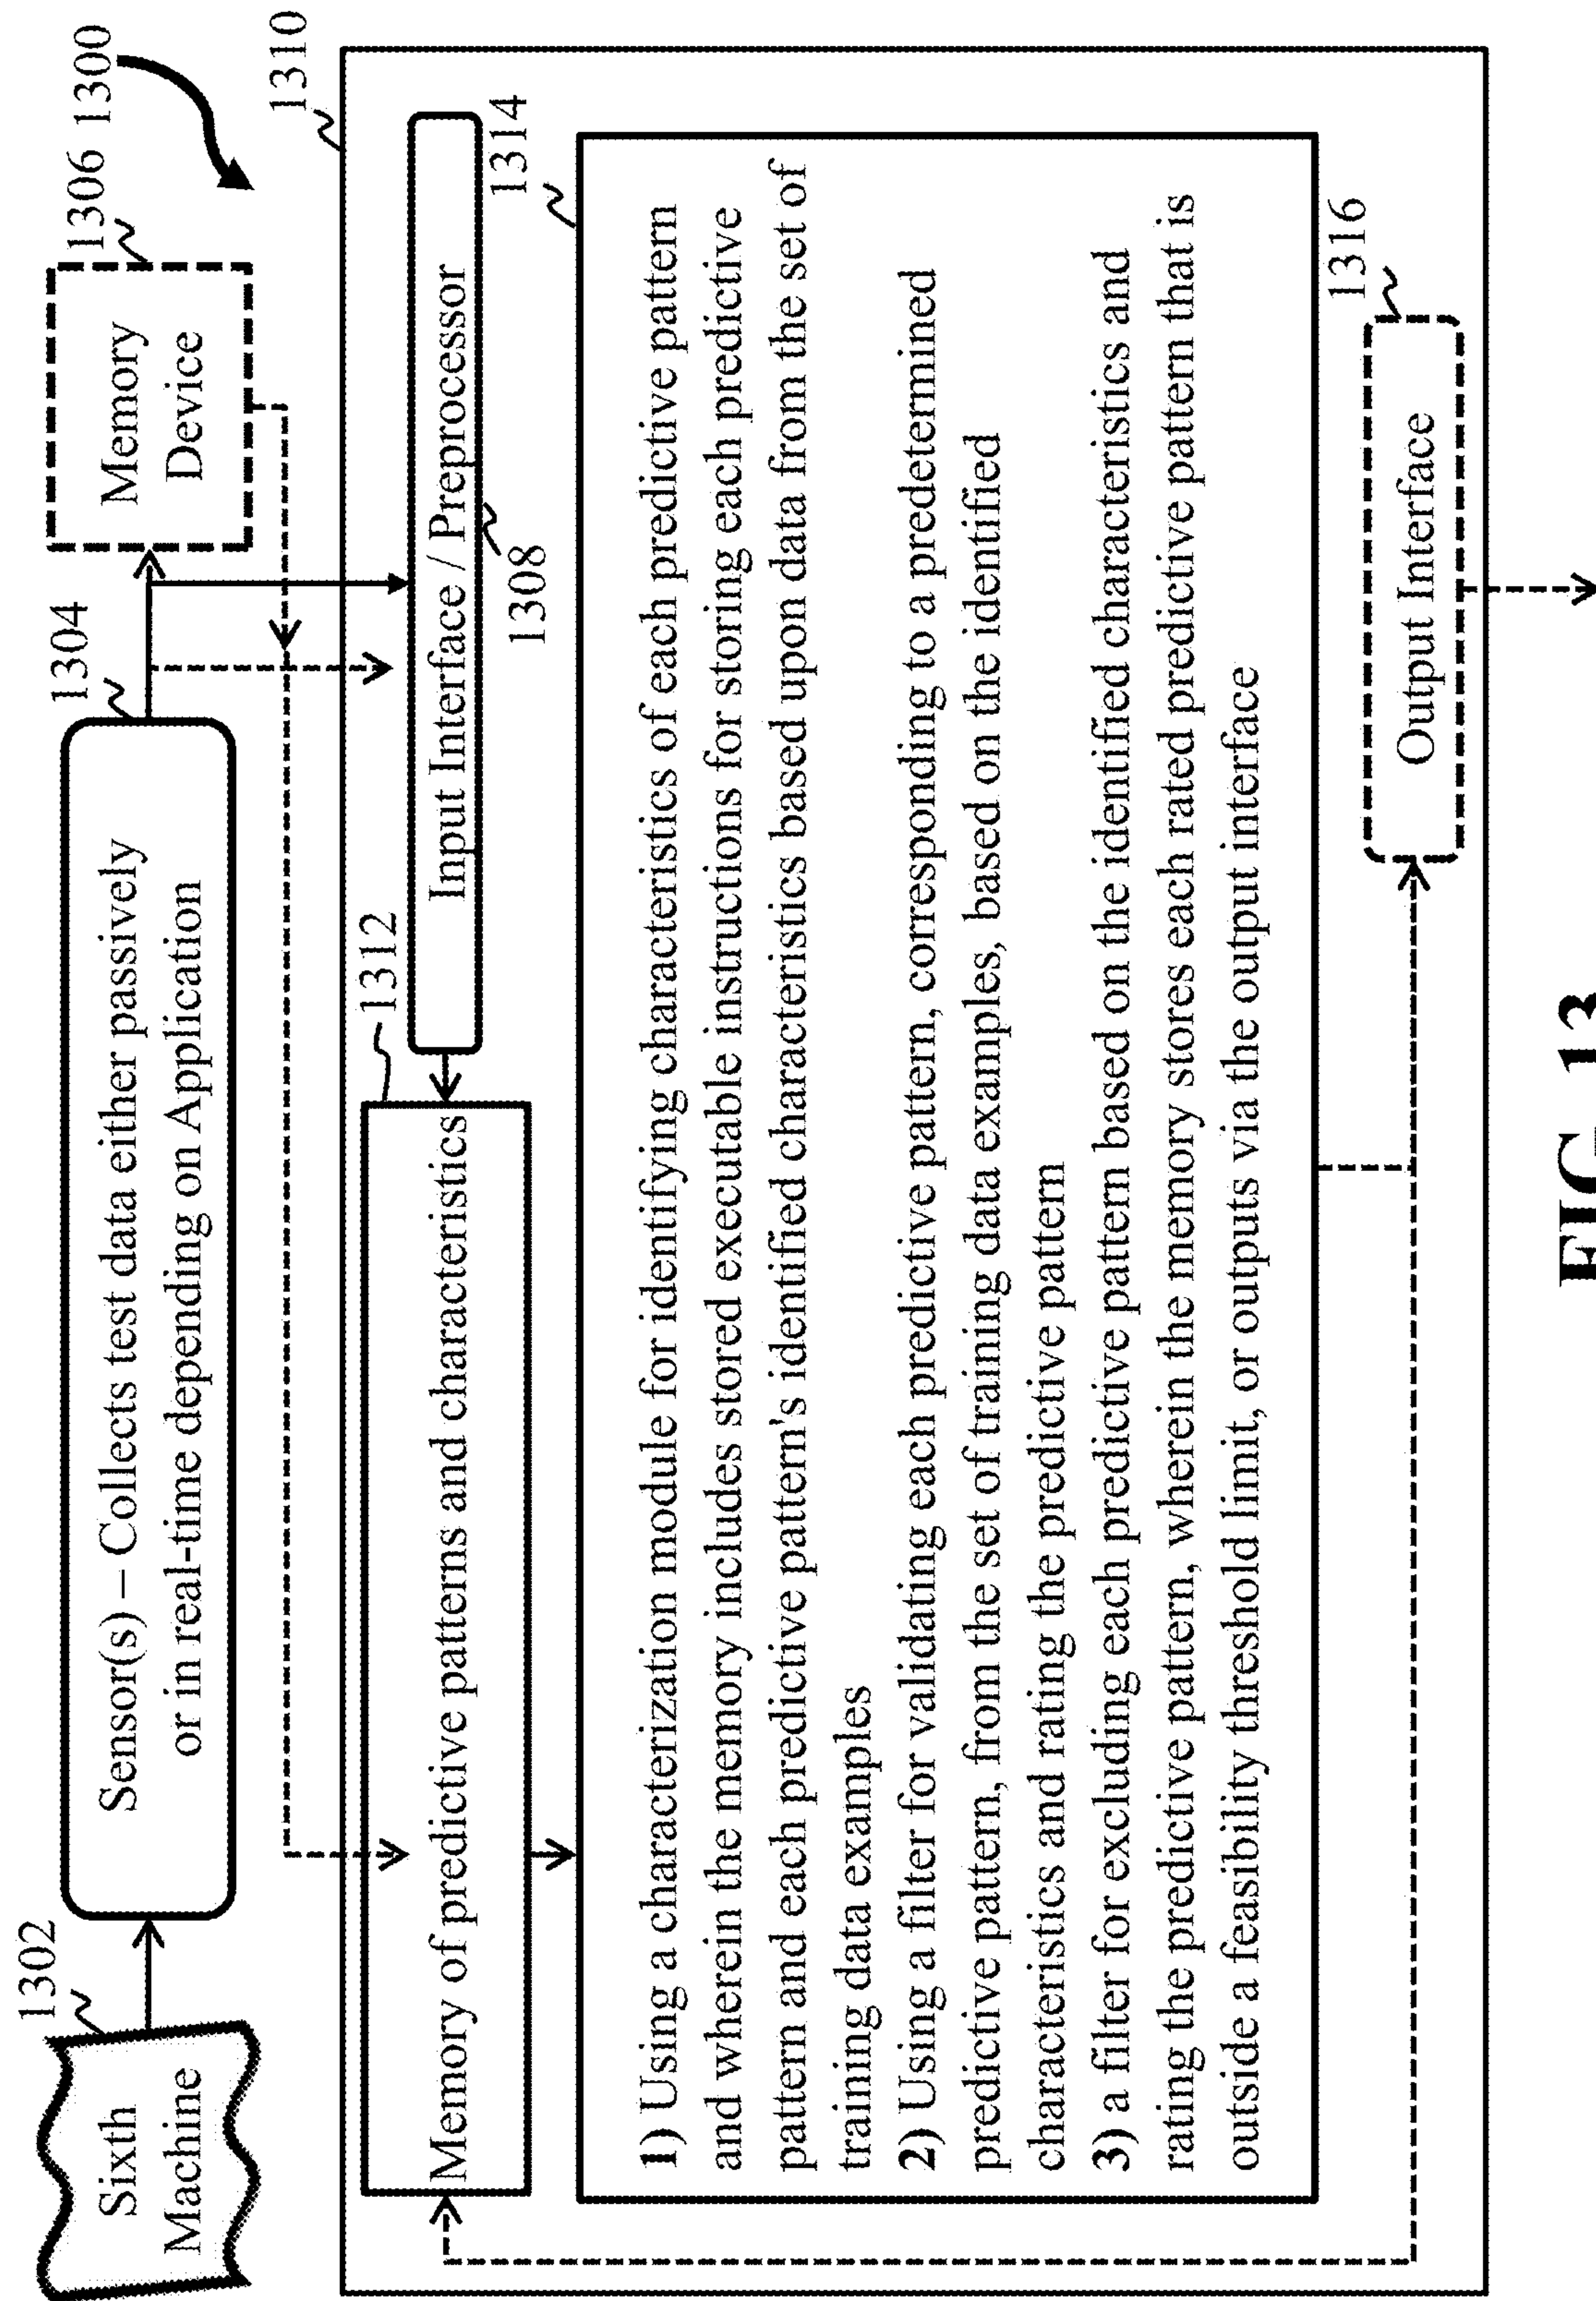 1302
1304
1306
1300
Sixth
Machine
Sensor(s) – Collects test data either passively
or in real-time depending on Application
Memory
Device
1310
1312
Memory of predictive patterns and characteristics
Input Interface / Preprocessor
1308
1314
1) Using a characterization module for identifying characteristics of each predictive pattern
and wherein the memory includes stored executable instructions for storing each predictive
pattern and each predictive pattern's identified characteristics based upon data from the set of
training data examples
2) Using a filter for validating each predictive pattern, corresponding to a predetermined
predictive pattern, from the set of training data examples, based on the identified
characteristics and rating the predictive pattern
3) a filter for excluding each predictive pattern based on the identified characteristics and
rating the predictive pattern, wherein the memory stores each rated predictive pattern that is
outside a feasibility threshold limit, or outputs via the output interface
1316
Output Interface
FIG 13